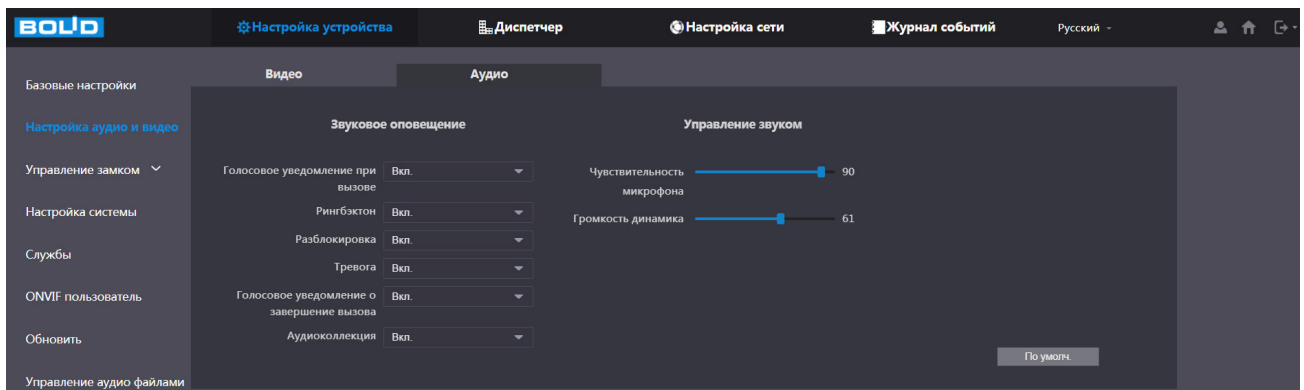 BOLID
Настройка устройства
Диспетчер
Настройка сети
Журнал событий
Русский
Базовые настройки
Настройка аудио и видео
Управление замком
Настройка системы
Службы
ONVIF пользователь
Обновить
Управление аудио файлами
Видео
Аудио
Звуковое оповещение
Голосовое уведомление при
вызове
Вкл.
Рингбэктон
Вкл.
Разблокировка
Вкл.
Тревога
Вкл.
Голосовое уведомление о
завершение вызова
Вкл.
Аудиоколлекция
Вкл.
Управление звуком
Чувствительность
микрофона
90
Громкость динамика
61
По умолч.